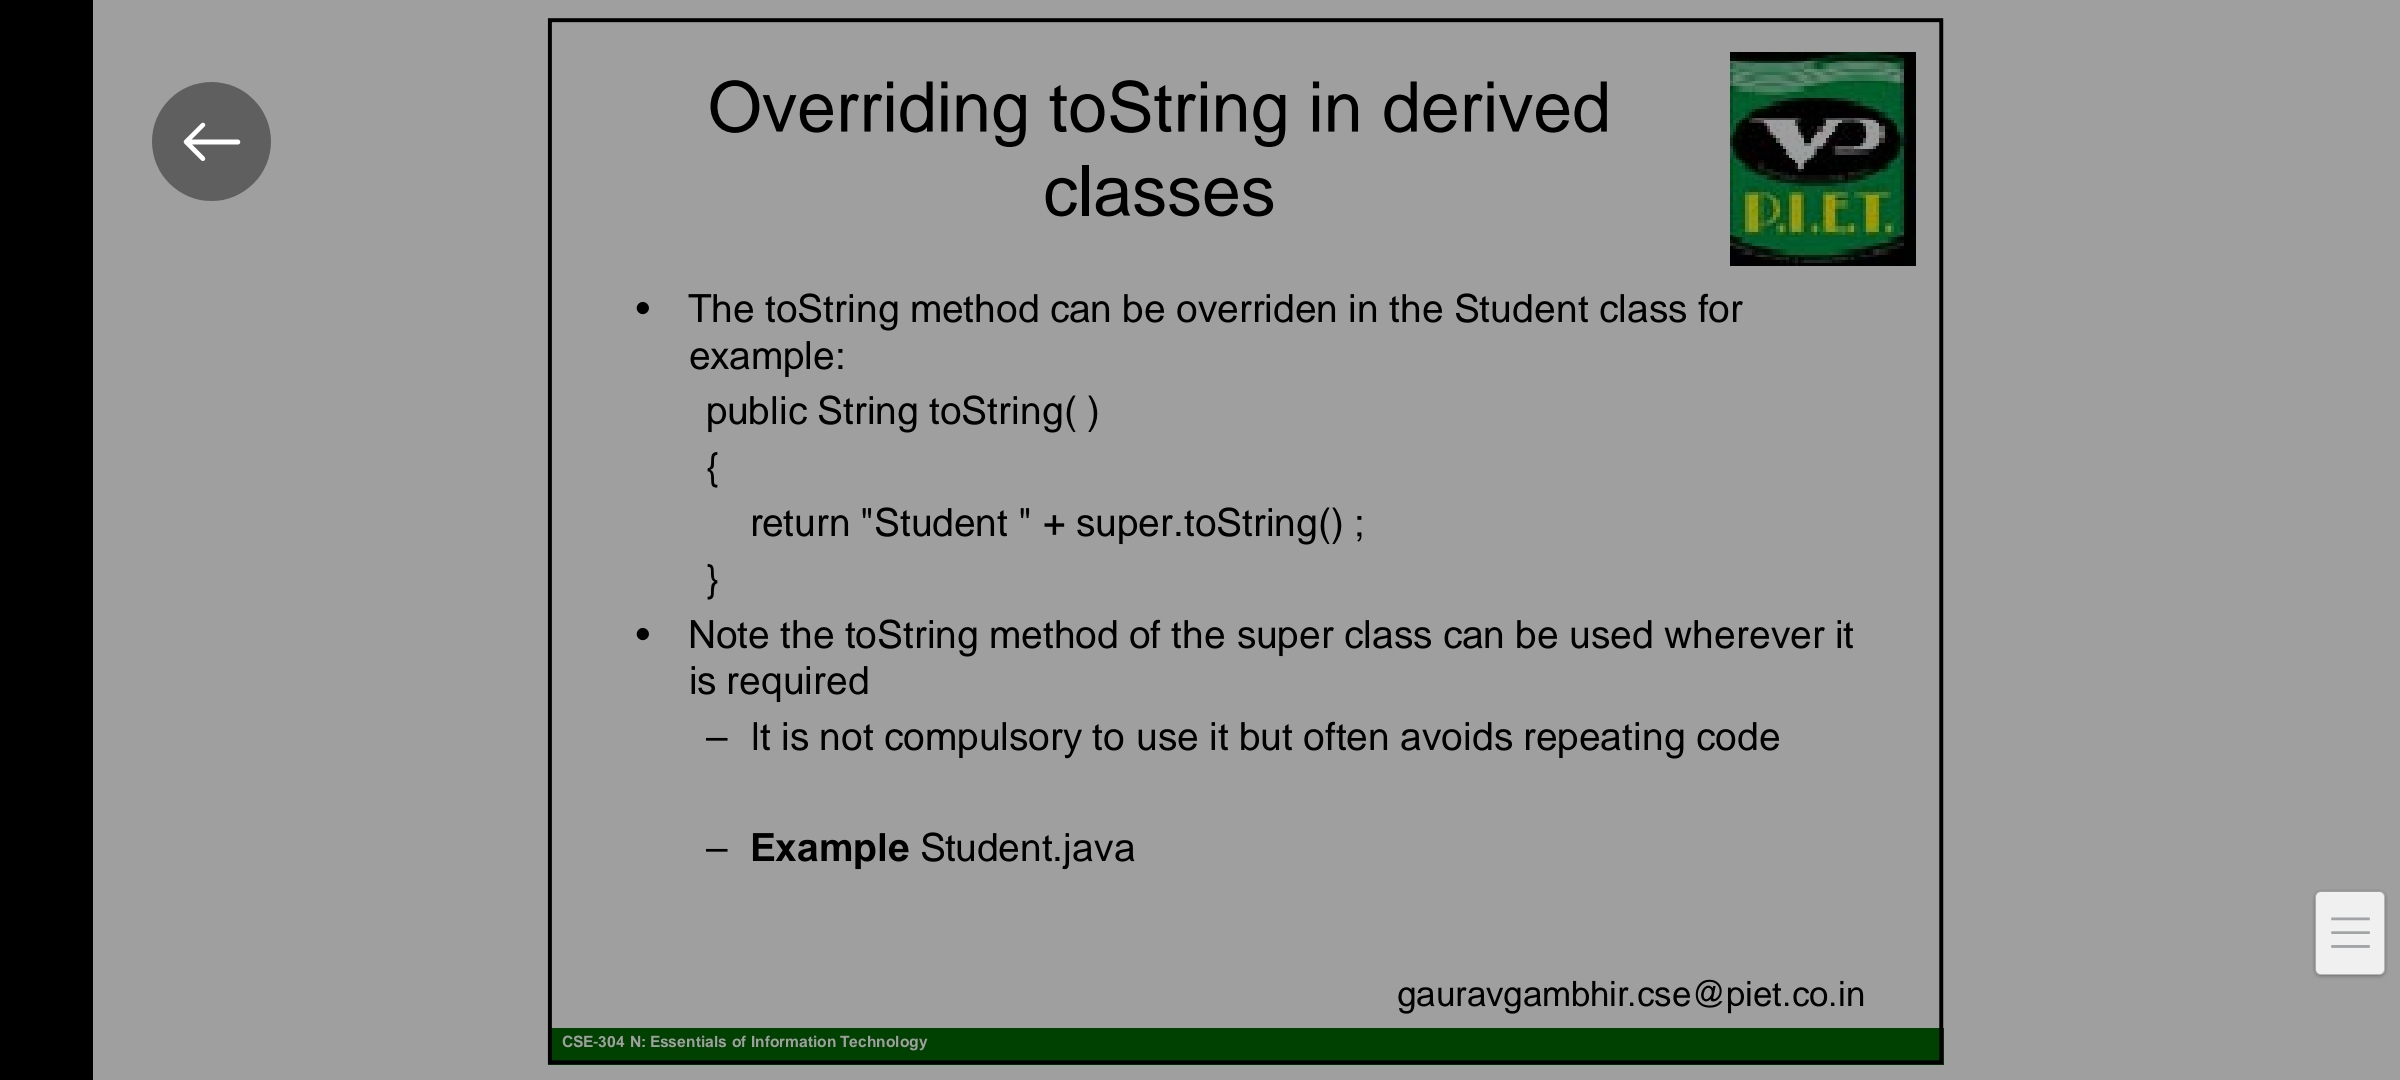 Overriding toString in derived
classes
VP
P.I.E.T.
• The toString method can be overriden in the Student class for
example:
public String toString( )
{
return "Student " + super.toString() ;
}
• Note the toString method of the super class can be used wherever it
is required
– It is not compulsory to use it but often avoids repeating code
– Example Student.java
gauravgambhir.cse@piet.co.in
CSE-304 N: Essentials of Information Technology